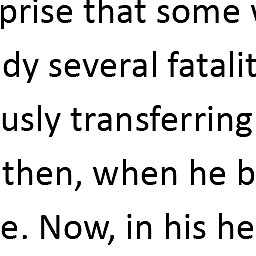 prise that some
dy several fatalit
usly transferring
then, when he b
e. Now, in his he